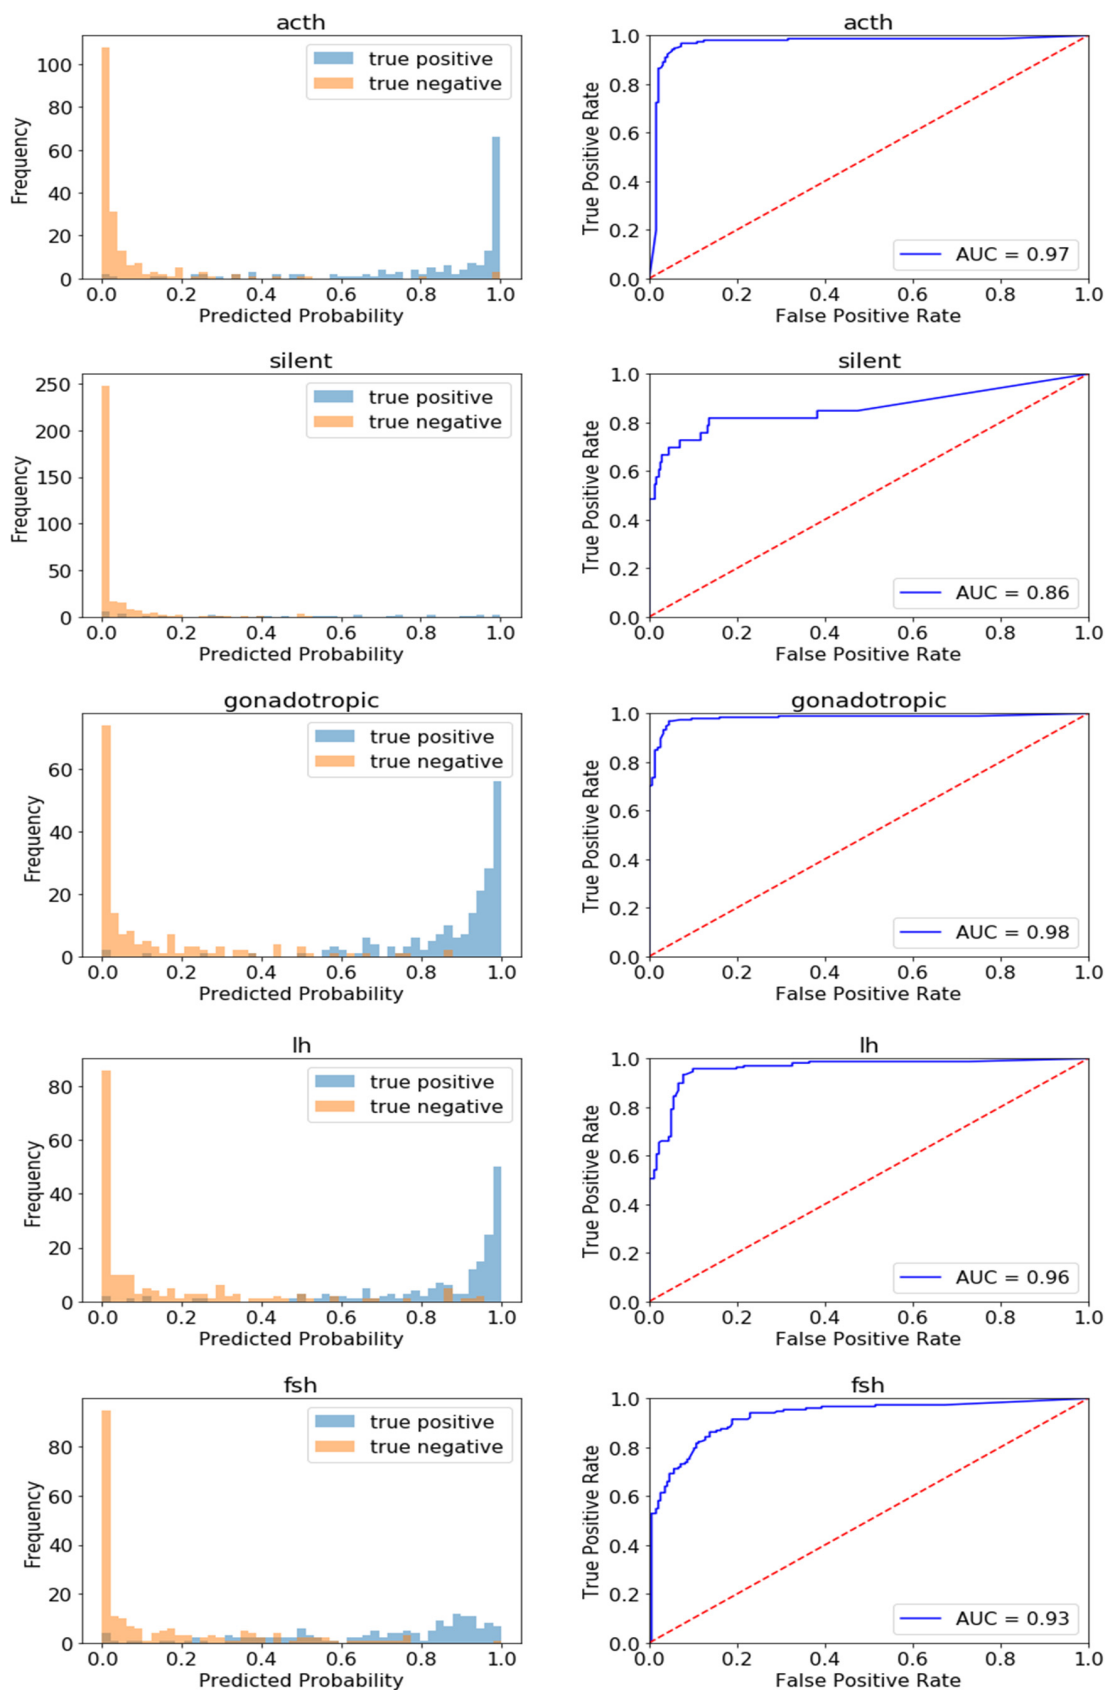 acth
acth
Frequency
100
80
60
40
20
0
true positive
true negative
0.0 0.2 0.4 0.6 0.8 1.0
Predicted Probability
True Positive Rate
1.0
0.8
0.6
0.4
0.2
0.0
AUC = 0.97
0.0 0.2 0.4 0.6 0.8 1.0
False Positive Rate
silent
silent
Frequency
250
200
150
100
50
0
true positive
true negative
0.0 0.2 0.4 0.6 0.8 1.0
Predicted Probability
True Positive Rate
1.0
0.8
0.6
0.4
0.2
0.0
AUC = 0.86
0.0 0.2 0.4 0.6 0.8 1.0
False Positive Rate
gonadotropic
gonadotropic
Frequency
60
40
20
0
true positive
true negative
0.0 0.2 0.4 0.6 0.8 1.0
Predicted Probability
True Positive Rate
1.0
0.8
0.6
0.4
0.2
0.0
AUC = 0.98
0.0 0.2 0.4 0.6 0.8 1.0
False Positive Rate
lh
lh
Frequency
80
60
40
20
0
true positive
true negative
0.0 0.2 0.4 0.6 0.8 1.0
Predicted Probability
True Positive Rate
1.0
0.8
0.6
0.4
0.2
0.0
AUC = 0.96
0.0 0.2 0.4 0.6 0.8 1.0
False Positive Rate
fsh
fsh
Frequency
80
60
40
20
0
true positive
true negative
0.0 0.2 0.4 0.6 0.8 1.0
Predicted Probability
True Positive Rate
1.0
0.8
0.6
0.4
0.2
0.0
AUC = 0.93
0.0 0.2 0.4 0.6 0.8 1.0
False Positive Rate